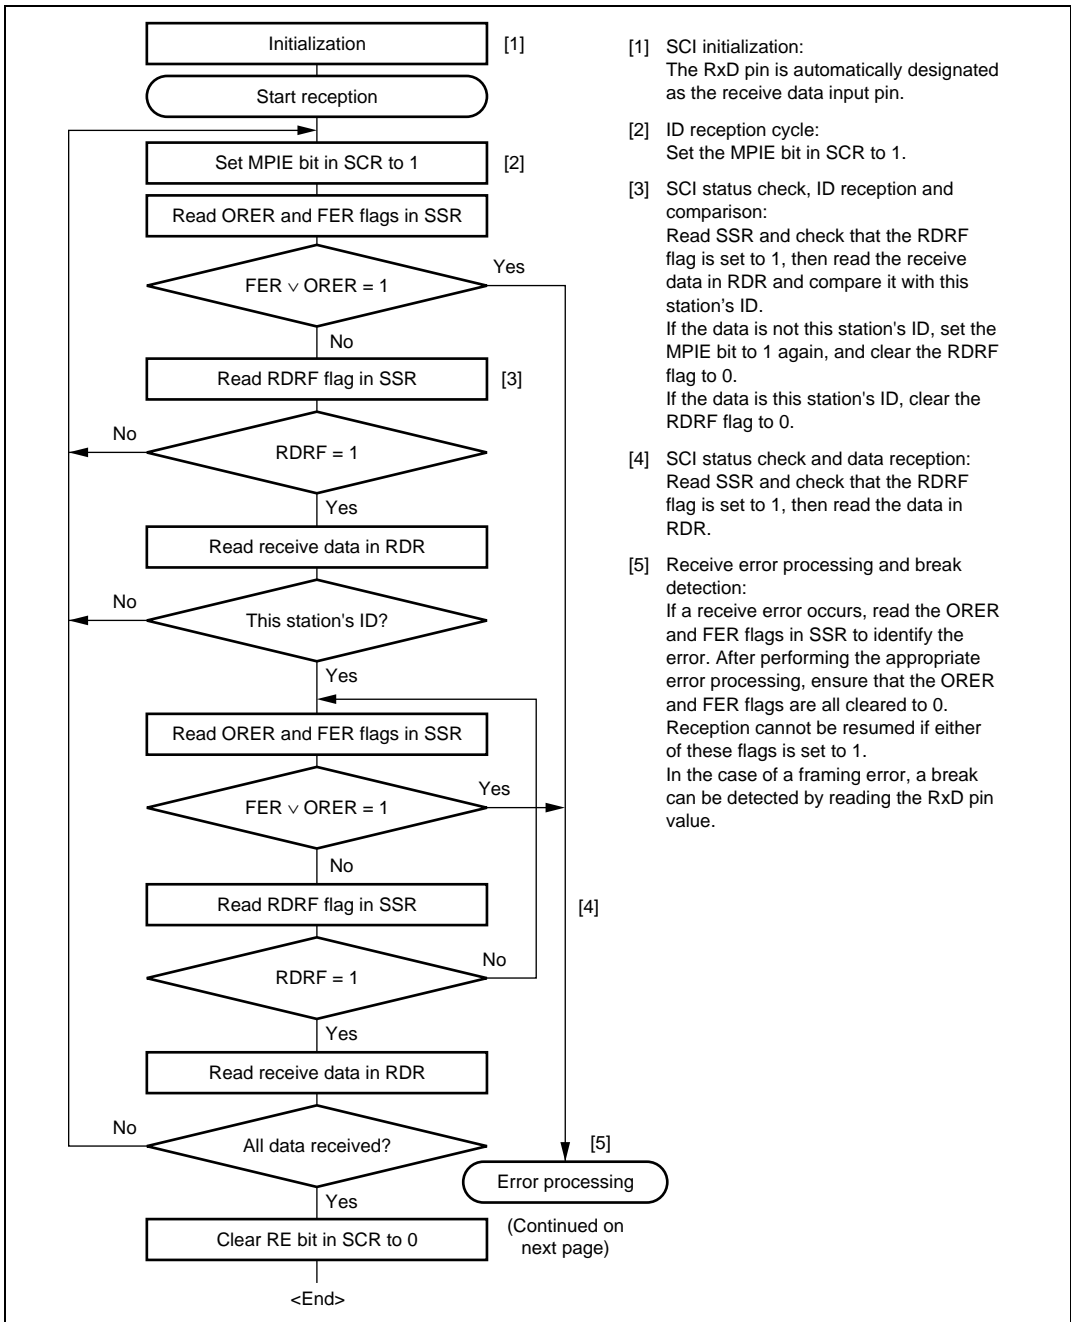 Initialization
[1]
Start reception
Set MPIE bit in SCR to 1
[2]
Read ORER and FER flags in SSR
FER ∨ ORER = 1
Yes
No
Read RDRF flag in SSR
[3]
No
RDRF = 1
Yes
Read receive data in RDR
No
This station's ID?
Yes
Read ORER and FER flags in SSR
FER ∨ ORER = 1
Yes
No
Read RDRF flag in SSR
[4]
RDRF = 1
No
Yes
Read receive data in RDR
No
All data received?
[5]
Error processing
Yes
(Continued on
next page)
Clear RE bit in SCR to 0
<End>
[1] SCI initialization:
The RxD pin is automatically designated
as the receive data input pin.
[2] ID reception cycle:
Set the MPIE bit in SCR to 1.
[3] SCI status check, ID reception and
comparison:
Read SSR and check that the RDRF
flag is set to 1, then read the receive
data in RDR and compare it with this
station's ID.
If the data is not this station's ID, set the
MPIE bit to 1 again, and clear the RDRF
flag to 0.
If the data is this station's ID, clear the
RDRF flag to 0.
[4] SCI status check and data reception:
Read SSR and check that the RDRF
flag is set to 1, then read the data in
RDR.
[5] Receive error processing and break
detection:
If a receive error occurs, read the ORER
and FER flags in SSR to identify the
error. After performing the appropriate
error processing, ensure that the ORER
and FER flags are all cleared to 0.
Reception cannot be resumed if either
of these flags is set to 1.
In the case of a framing error, a break
can be detected by reading the RxD pin
value.